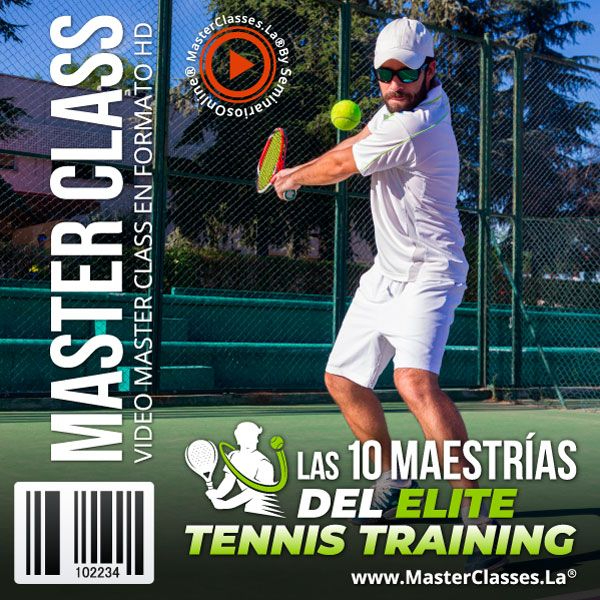 MASTER CLASS
VIDEO MASTER CLASS EN FORMATO HD
MasterClasses.La® By SeminariosOnline®
LAS 10 MAESTRÍAS
DEL ELITE
TENNIS TRAINING
102234
www.MasterClasses.La®